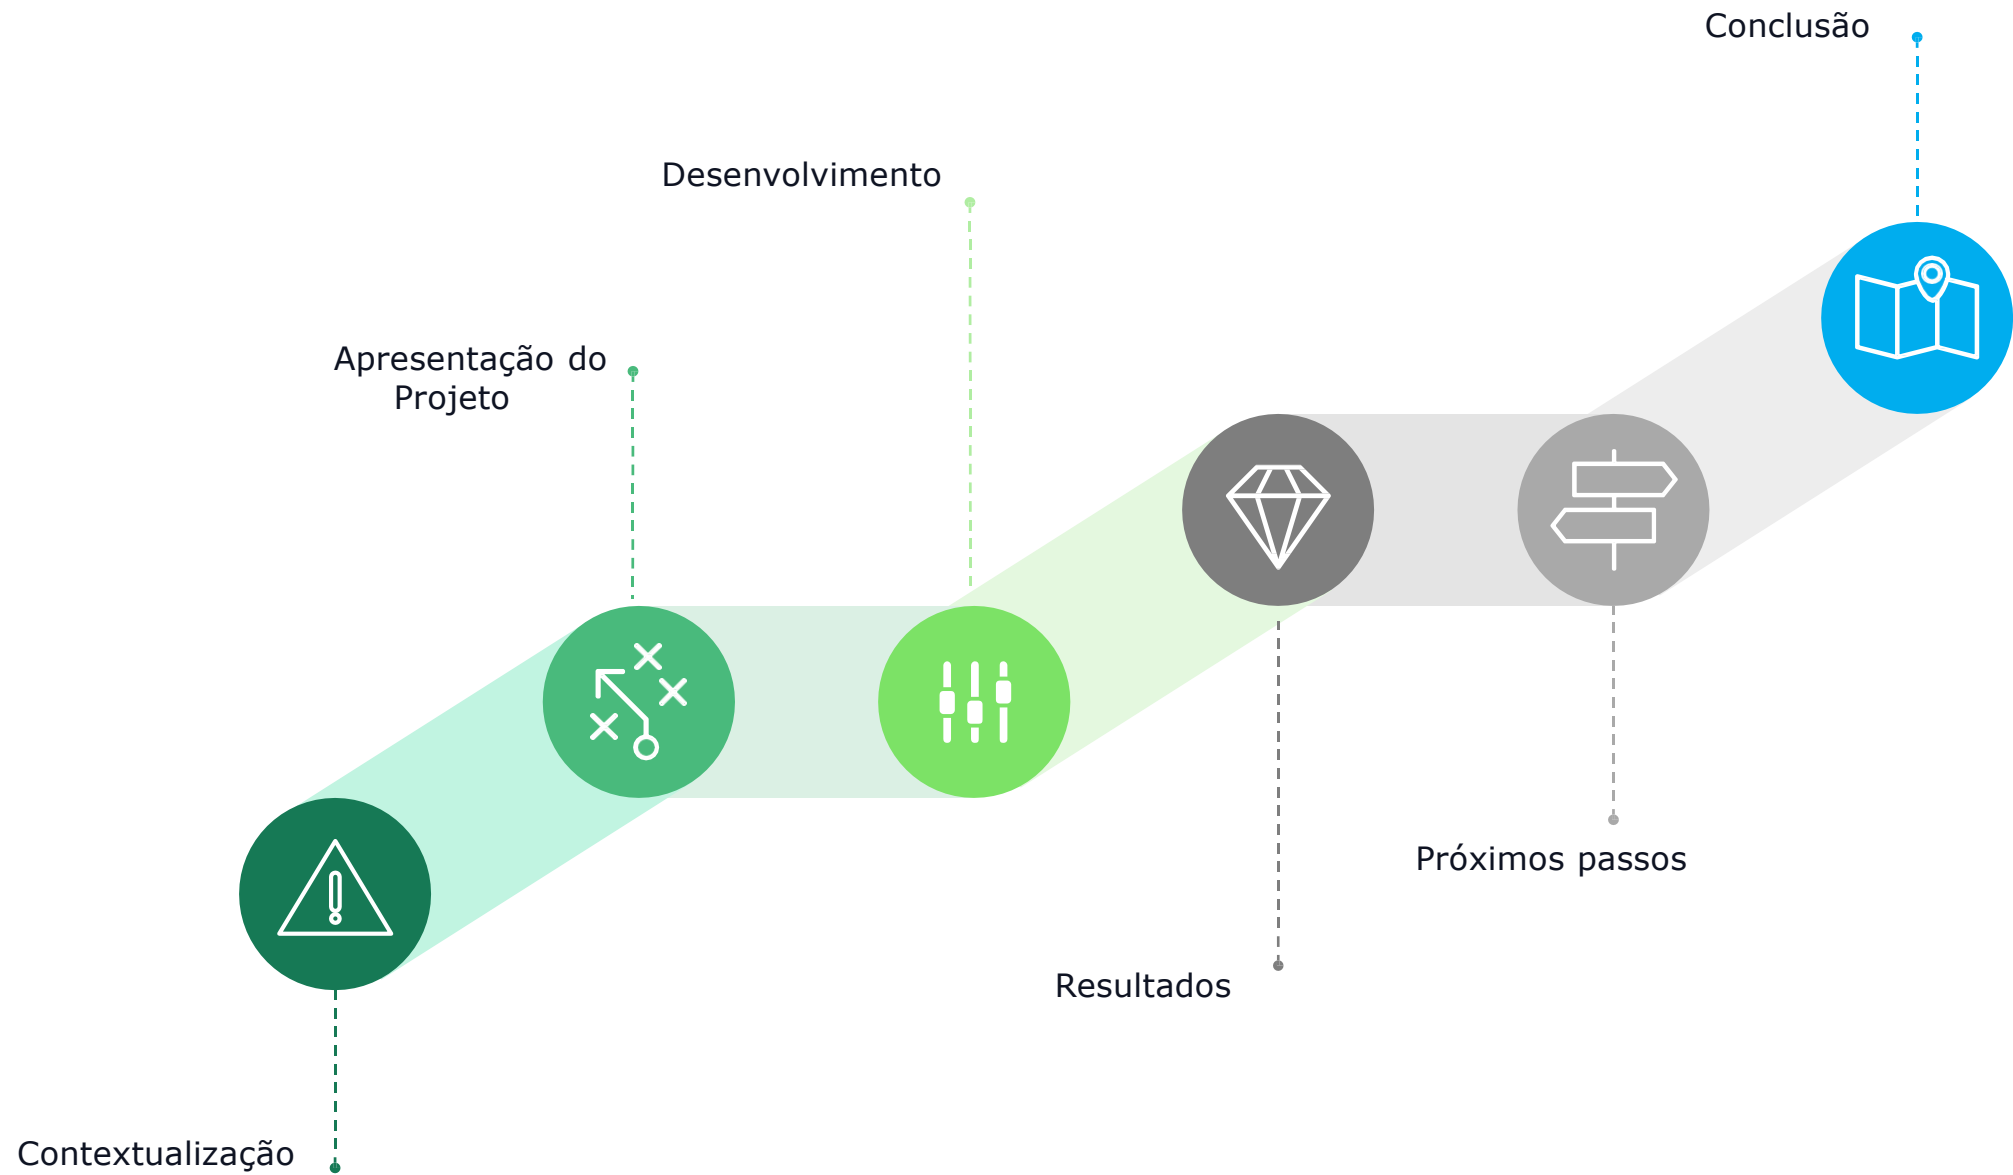 Conclusão
Desenvolvimento
Apresentação do
Projeto
Próximos passos
Resultados
Contextualização